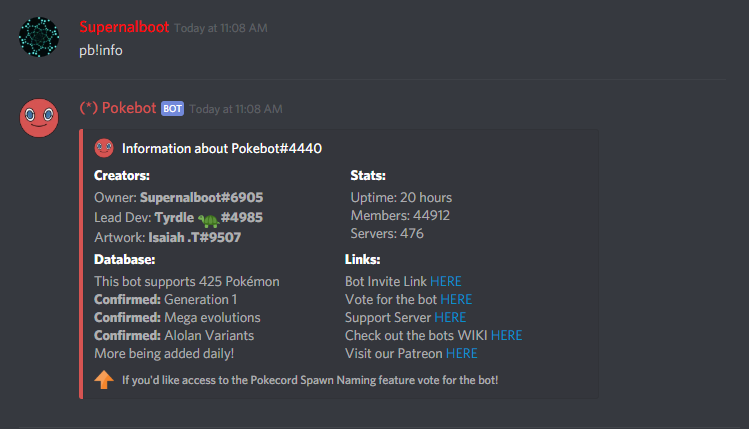 Supernalboot Today at 11:08 AM
pb!info
(*) Pokebot BOT Today at 11:08 AM
Information about Pokebot#4440
Creators:
Owner: Supernalboot#6905
Lead Dev: Tyrdle 🐢#4985
Artwork: Isaiah .T#9507
Stats:
Uptime: 20 hours
Members: 44912
Servers: 476
Database:
This bot supports 425 Pokémon
Confirmed: Generation 1
Confirmed: Mega evolutions
Confirmed: Alolan Variants
More being added daily!
Links:
Bot Invite Link HERE
Vote for the bot HERE
Support Server HERE
Check out the bots WIKI HERE
Visit our Patreon HERE
If you'd like access to the Pokecord Spawn Naming feature vote for the bot!